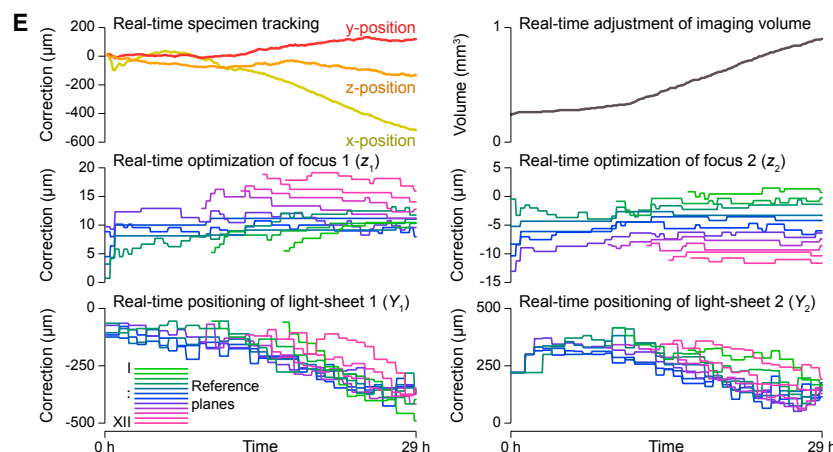 E
Real-time specimen tracking
Correction (µm)
200
0
-200
-400
-600
y-position
z-position
x-position
Real-time adjustment of imaging volume
Volume (mm³)
1
0
Real-time optimization of focus 1 (z₁)
Correction (µm)
20
15
10
5
0
Real-time optimization of focus 2 (z₂)
Correction (µm)
5
0
-5
-10
-15
Real-time positioning of light-sheet 1 (Y₁)
Correction (µm)
0
-250
-500
I
:
XII
Reference
planes
0 h
Time
29 h
Real-time positioning of light-sheet 2 (Y₂)
Correction (µm)
500
250
0
0 h
Time
29 h